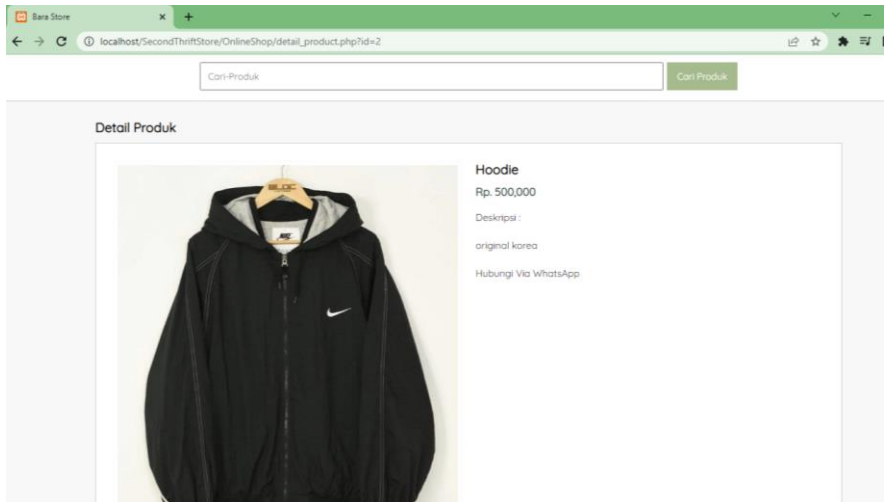 Bara Store
localhost/SecondThriftStore/OnlineShop/detail_product.php?id=2
Cari-Produk
Cari Produk
Detail Produk
Hoodie
Rp. 500,000
Deskripsi :
original korea
Hubungi Via WhatsApp